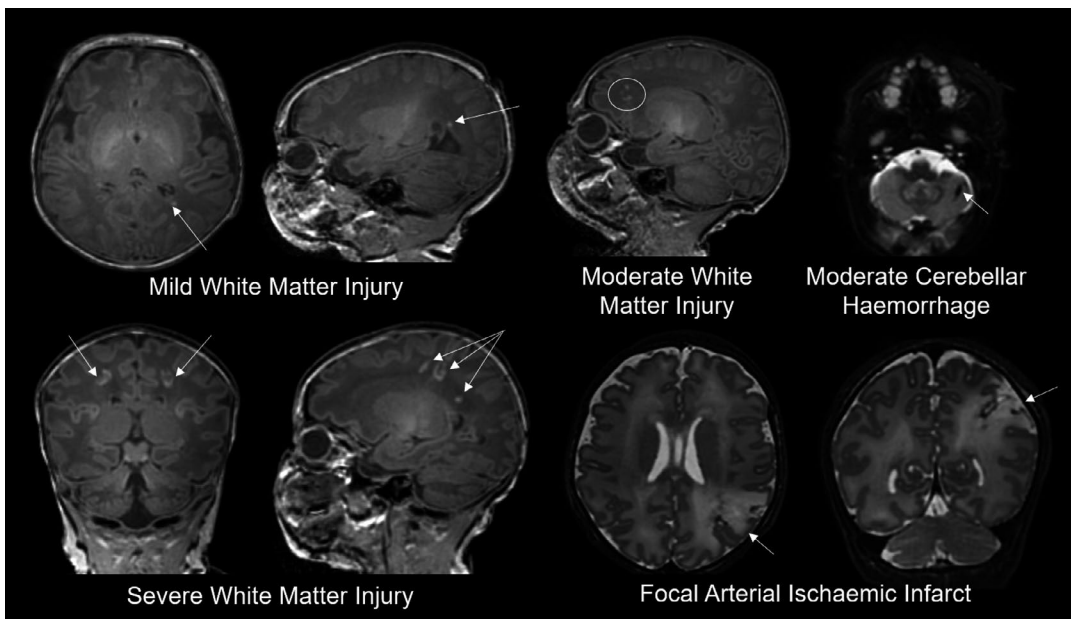 Mild White Matter Injury
Moderate White
Matter Injury
Moderate Cerebellar
Haemorrhage
Severe White Matter Injury
Focal Arterial Ischaemic Infarct